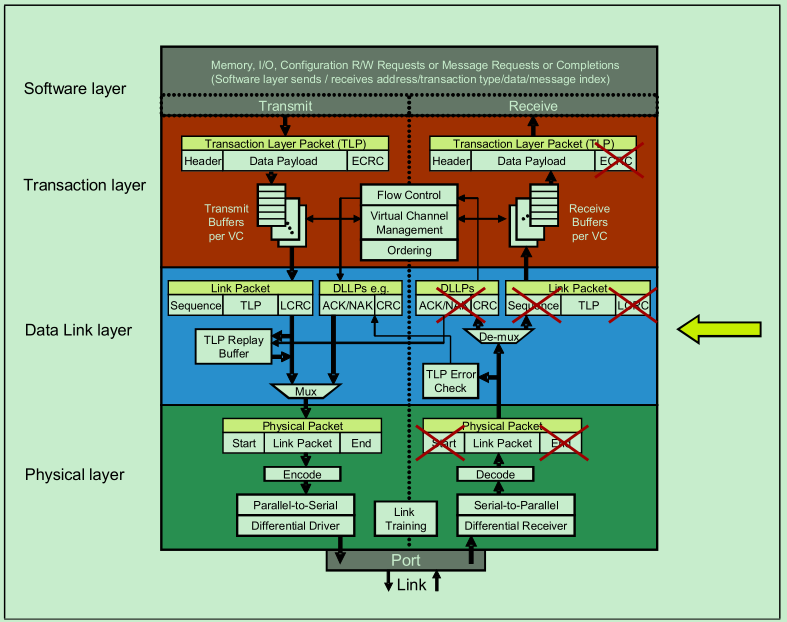 Software layer
Memory, I/O, Configuration R/W Requests or Message Requests or Completions
(Software layer sends / receives address/transaction type/data/message index)
Transmit
Receive
Transaction layer
Transaction Layer Packet (TLP)
Header
Data Payload
ECRC
Transmit
Buffers
per VC
Flow Control
Virtual Channel
Management
Ordering
Transaction Layer Packet (TLP)
Header
Data Payload
ECRC
Receive
Buffers
per VC
Data Link layer
Link Packet
Sequence
TLP
LCRC
DLLPs e.g.
ACK/NAK
CRC
DLLPs
ACK/NAK
CRC
Link Packet
Sequence
TLP
LCRC
TLP Replay
Buffer
De-mux
TLP Error
Check
Mux
Physical layer
Physical Packet
Start
Link Packet
End
Physical Packet
Start
Link Packet
End
Encode
Decode
Parallel-to-Serial
Differential Driver
Link
Training
Serial-to-Parallel
Differential Receiver
Port
Link